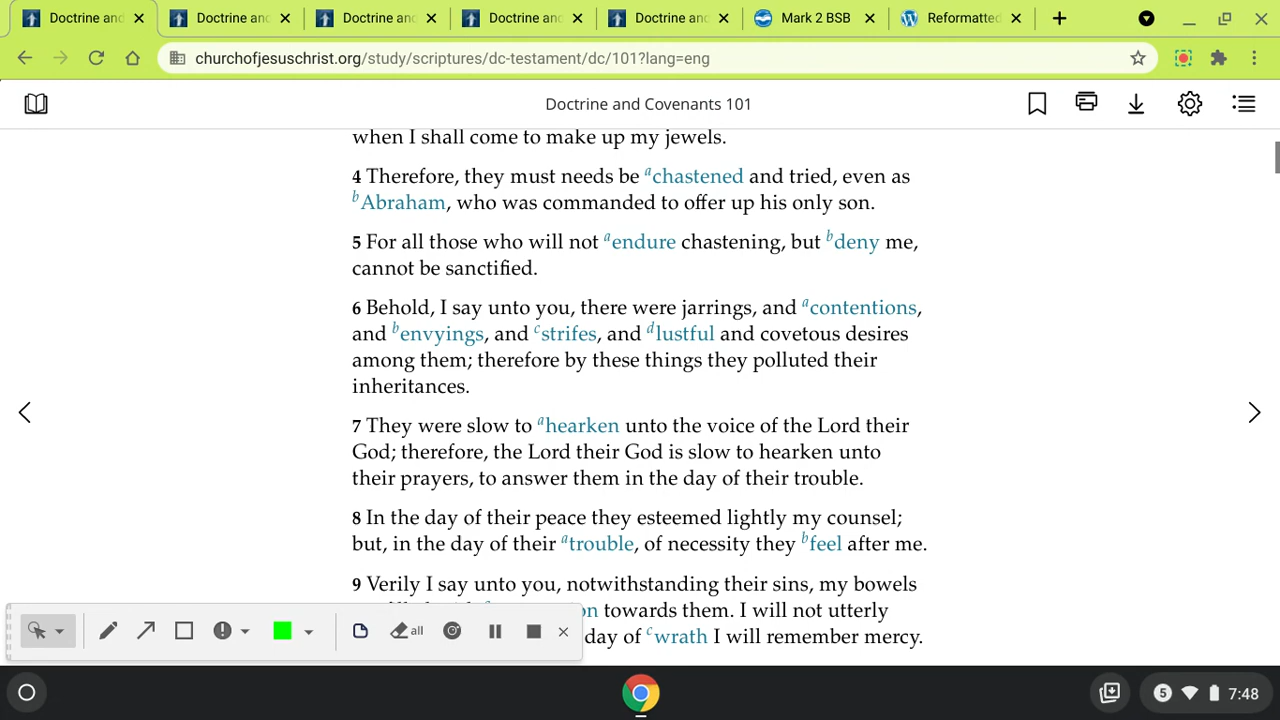 Doctrine and
Doctrine and
Doctrine and
Doctrine and
Doctrine and
Mark 2 BSB
Reformatted
churchofjesuschrist.org/study/scriptures/dc-testament/dc/101?lang=eng
Doctrine and Covenants 101
when I shall come to make up my jewels.
4 Therefore, they must needs be a chastened and tried, even as
b Abraham, who was commanded to offer up his only son.
5 For all those who will not a endure chastening, but b deny me,
cannot be sanctified.
6 Behold, I say unto you, there were jarrings, and a contentions,
and b envyings, and c strifes, and d lustful and covetous desires
among them; therefore by these things they polluted their
inheritances.
7 They were slow to a hearken unto the voice of the Lord their
God; therefore, the Lord their God is slow to hearken unto
their prayers, to answer them in the day of their trouble.
8 In the day of their peace they esteemed lightly my counsel;
but, in the day of their a trouble, of necessity they b feel after me.
9 Verily I say unto you, notwithstanding their sins, my bowels
towards them. I will not utterly
day of c wrath I will remember mercy.
all
5 7:48